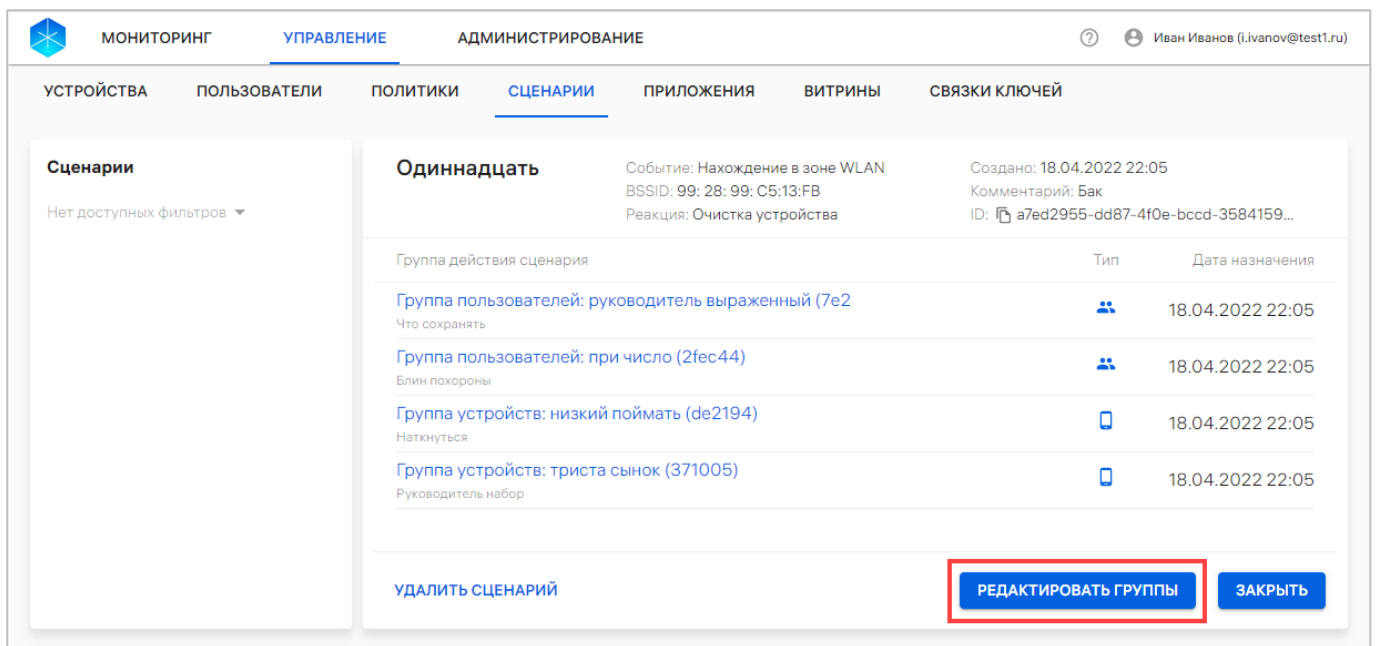 МОНИТОРИНГ УПРАВЛЕНИЕ АДМИНИСТРИРОВАНИЕ Иван Иванов (i.ivanov@test1.ru)
УСТРОЙСТВА ПОЛЬЗОВАТЕЛИ ПОЛИТИКИ СЦЕНАРИИ ПРИЛОЖЕНИЯ ВИТРИНЫ СВЯЗКИ КЛЮЧЕЙ
Сценарии
Нет доступных фильтров
Одиннадцать
Событие: Нахождение в зоне WLAN
BSSID: 99: 28: 99: C5:13:FB
Реакция: Очистка устройства
Создано: 18.04.2022 22:05
Комментарий: Бак
ID: a7ed2955-dd87-4f0e-bccd-3584159...
Группа действия сценария Тип Дата назначения
Группа пользователей: руководитель выраженный (7e2
Что сохранять
18.04.2022 22:05
Группа пользователей: при число (2fec44)
Блин похороны
18.04.2022 22:05
Группа устройств: низкий поймать (de2194)
Наткнуться
18.04.2022 22:05
Группа устройств: триста сынок (371005)
Руководитель набор
18.04.2022 22:05
УДАЛИТЬ СЦЕНАРИЙ РЕДАКТИРОВАТЬ ГРУППЫ ЗАКРЫТЬ